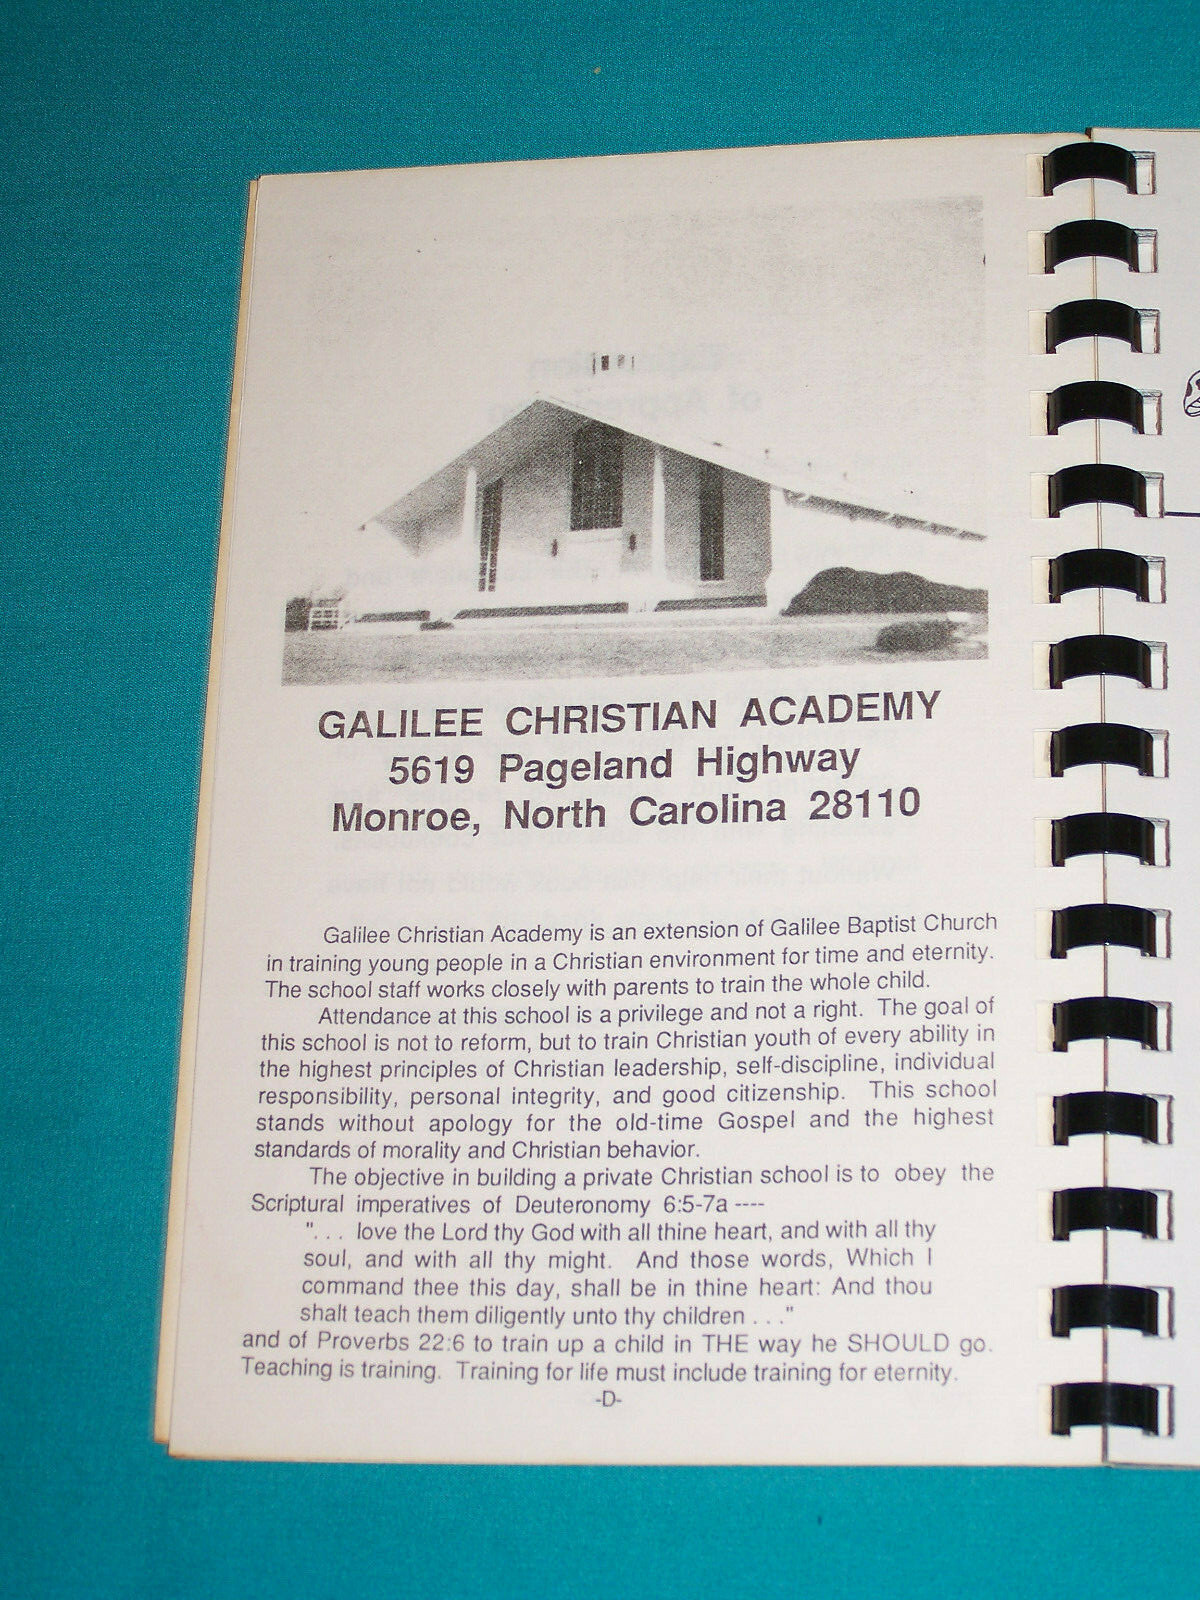 GALILEE CHRISTIAN ACADEMY
5619 Pageland Highway
Monroe, North Carolina 28110
Galilee Christian Academy is an extension of Galilee Baptist Church
in training young people in a Christian environment for time and eternity.
The school staff works closely with parents to train the whole child.
Attendance at this school is a privilege and not a right. The goal of
this school is not to reform, but to train Christian youth of every ability in
the highest principles of Christian leadership, self-discipline, individual
responsibility, personal integrity, and good citizenship. This school
stands without apology for the old-time Gospel and the highest
standards of morality and Christian behavior.
The objective in building a private Christian school is to obey the
Scriptural imperatives of Deuteronomy 6:5-7a ----
". . . love the Lord thy God with all thine heart, and with all thy
soul, and with all thy might. And those words, Which I
command thee this day, shall be in thine heart: And thou
shalt teach them diligently unto thy children . . ."
and of Proverbs 22:6 to train up a child in THE way he SHOULD go.
Teaching is training. Training for life must include training for eternity.
-D-